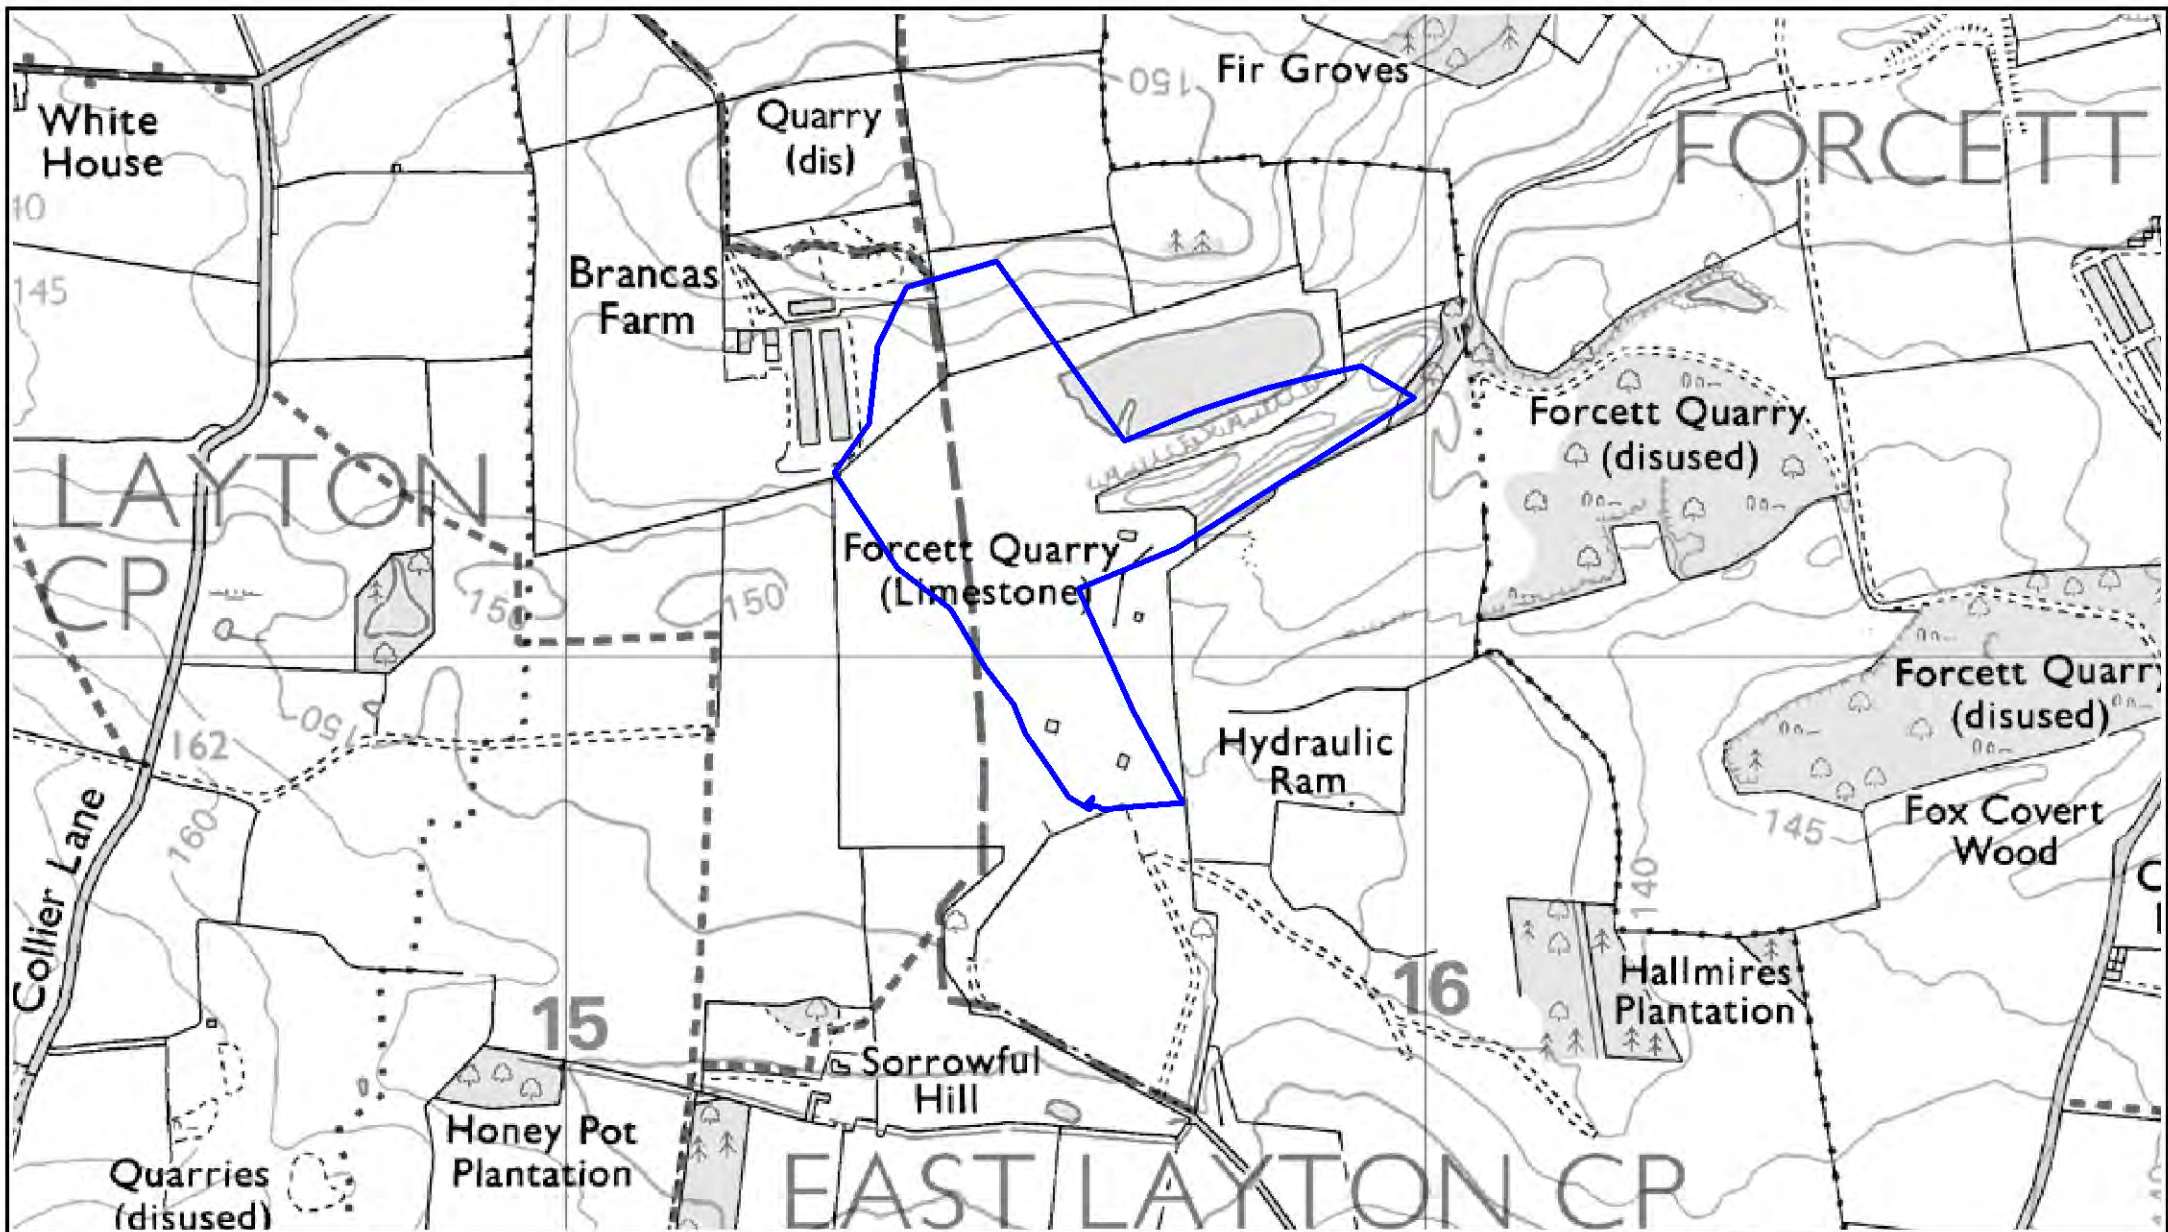 150
Fir Groves
FORCETT
White
House
Quarry
(dis)
Brancas
Farm
145
LAYTON
CP
Forcett Quarry
(disused)
Forcett Quarry
(Limestone)
150
150
162
150
160
Collier Lane
Hydraulic
Ram
Forcett Quarry
(disused)
145
Fox Covert
Wood
140
15
16
Hallmires
Plantation
Sorrowful
Hill
Honey Pot
Plantation
Quarries
(disused)
EAST LAYTON CP